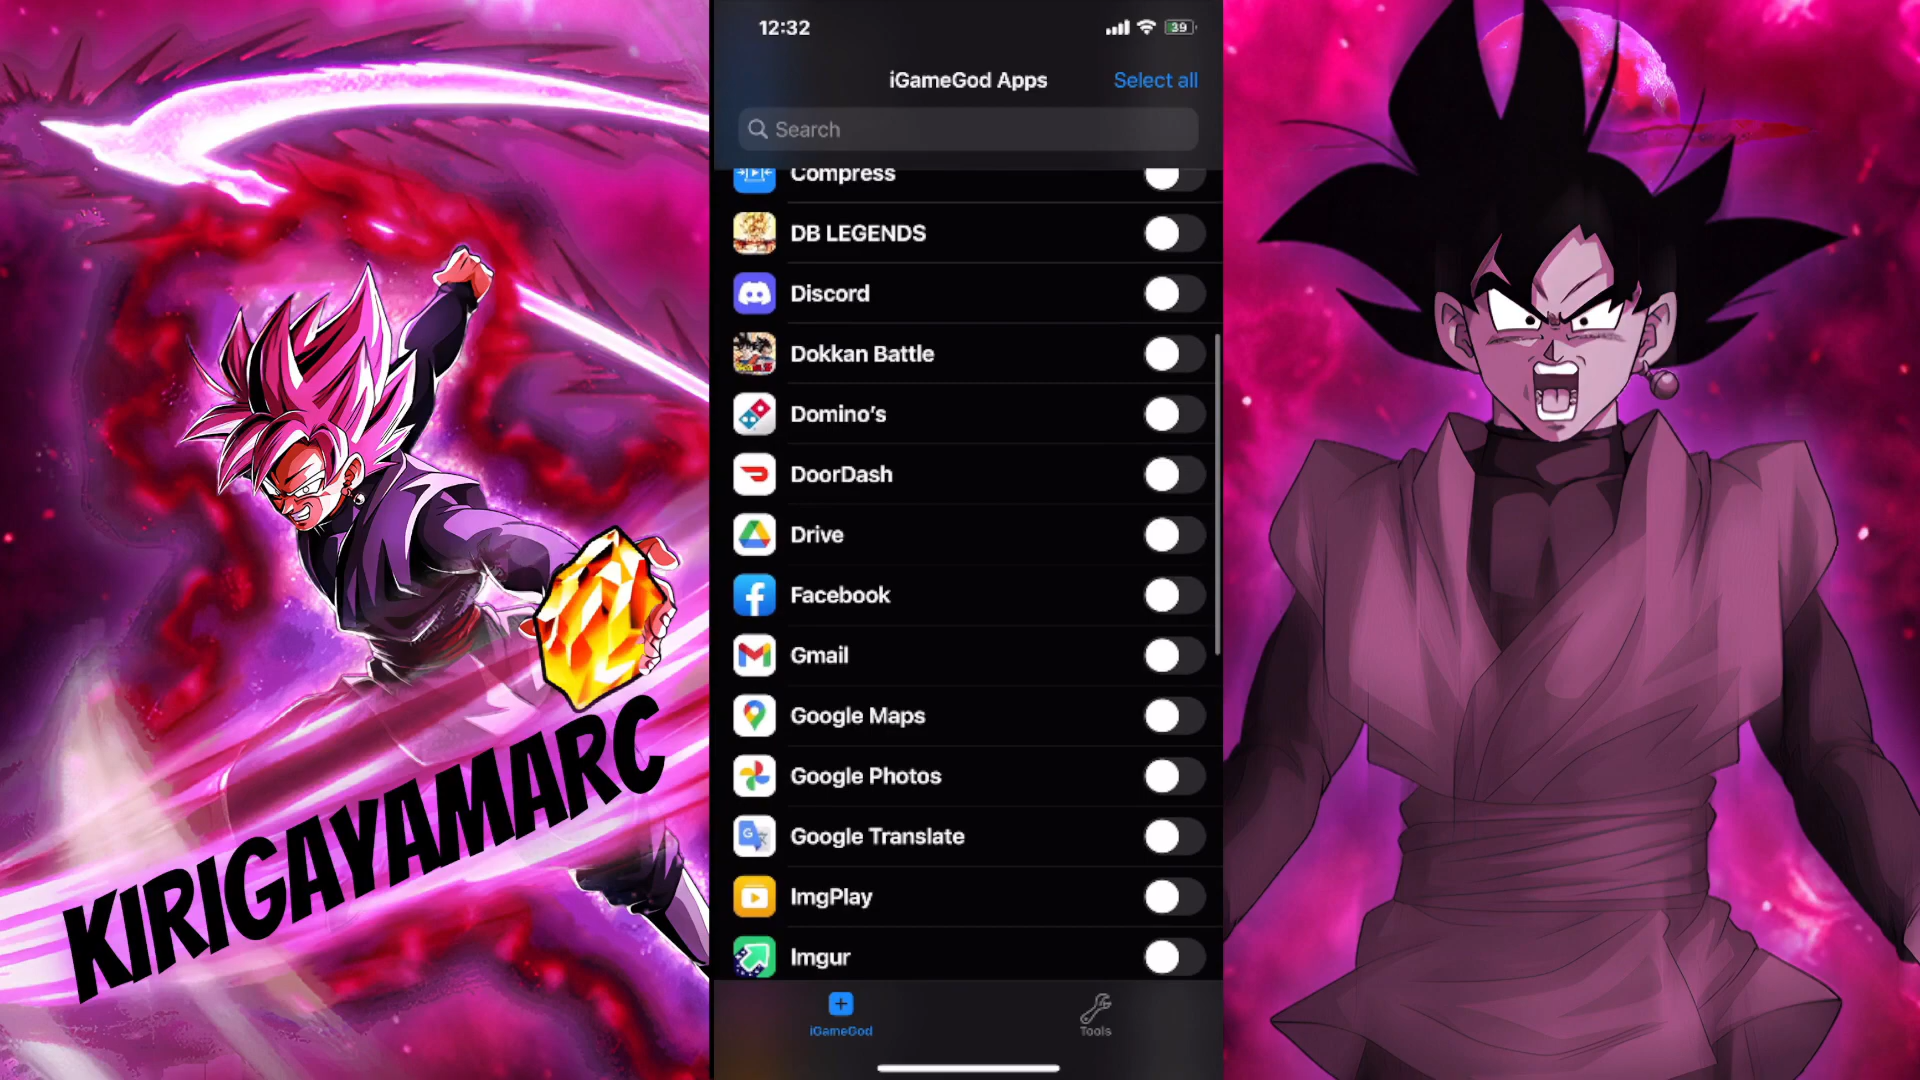 12:32
39
iGameGod Apps
Select all
Search
Compress
DB LEGENDS
Discord
Dokkan Battle
Domino's
DoorDash
Drive
Facebook
Gmail
Google Maps
Google Photos
Google Translate
ImgPlay
Imgur
iGameGod
Tools
KIRIGAYAMARC